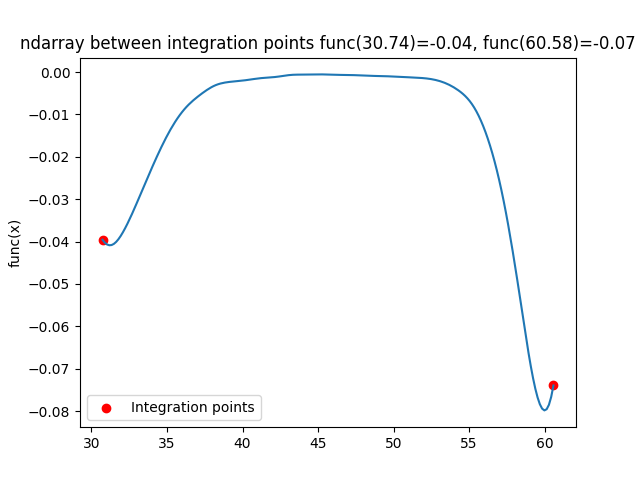 ndarray between integration points func(30.74)=-0.04, func(60.58)=-0.07
0.00
−0.01
−0.02
−0.03
−0.04
−0.05
−0.06
−0.07
−0.08
func(x)
Integration points
30 35 40 45 50 55 60